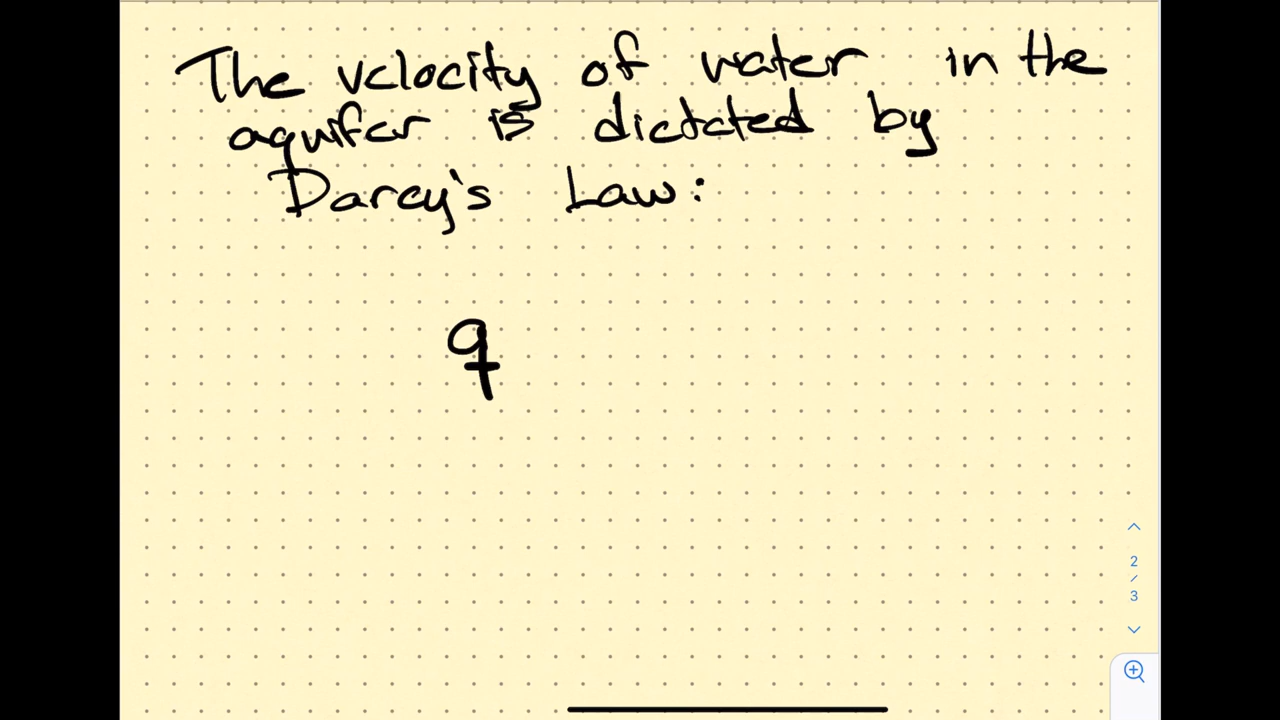 The velocity of water in the
aquifer is dictated by
Darcy's Law:
q
2
/
3